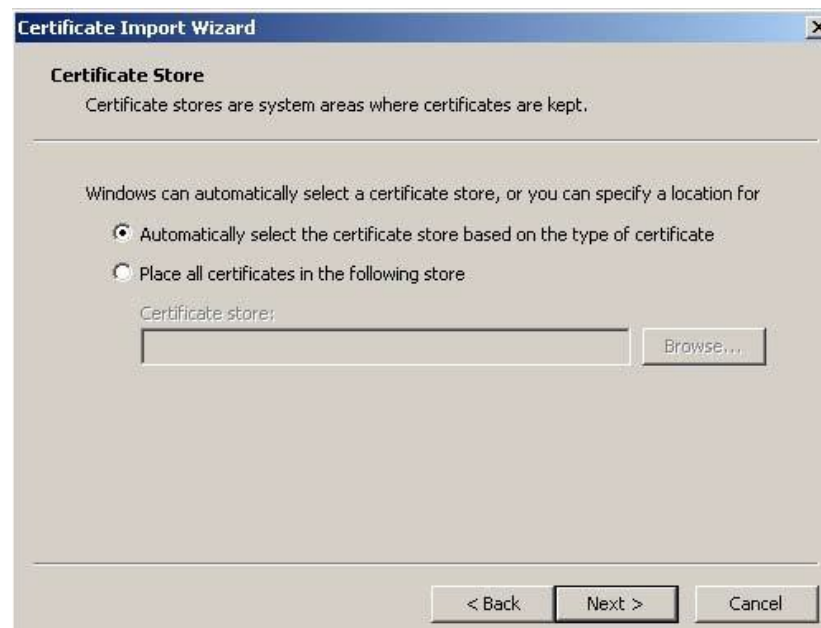 Certificate Import Wizard
Certificate Store
Certificate stores are system areas where certificates are kept.
Windows can automatically select a certificate store, or you can specify a location for
Automatically select the certificate store based on the type of certificate
Place all certificates in the following store
Certificate store:
Browse...
< Back Next > Cancel